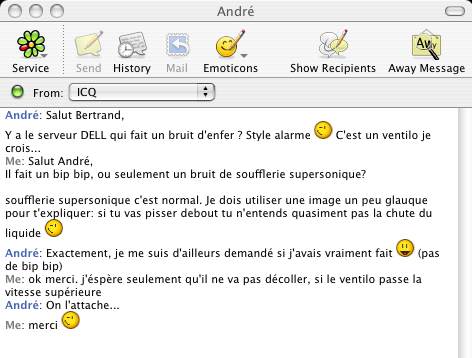 André
Service
Send
History
Mail
Emoticons
Show Recipients
Away Message
From: ICQ
André: Salut Bertrand,
Y a le serveur DELL qui fait un bruit d'enfer ? Style alarme C'est un ventilo je
crois...
Me: Salut André,
Il fait un bip bip, ou seulement un bruit de soufflerie supersonique?
soufflerie supersonique c'est normal. Je dois utiliser une image un peu glauque
pour t'expliquer: si tu vas pisser debout tu n'entends quasiment pas la chute du
liquide
André: Exactement, je me suis d'ailleurs demandé si j'avais vraiment fait (pas
de bip bip)
Me: ok merci. j'éspère seulement qu'il ne va pas décoller, si le ventilo passe la
vitesse supérieure
André: On l'attache...
Me: merci